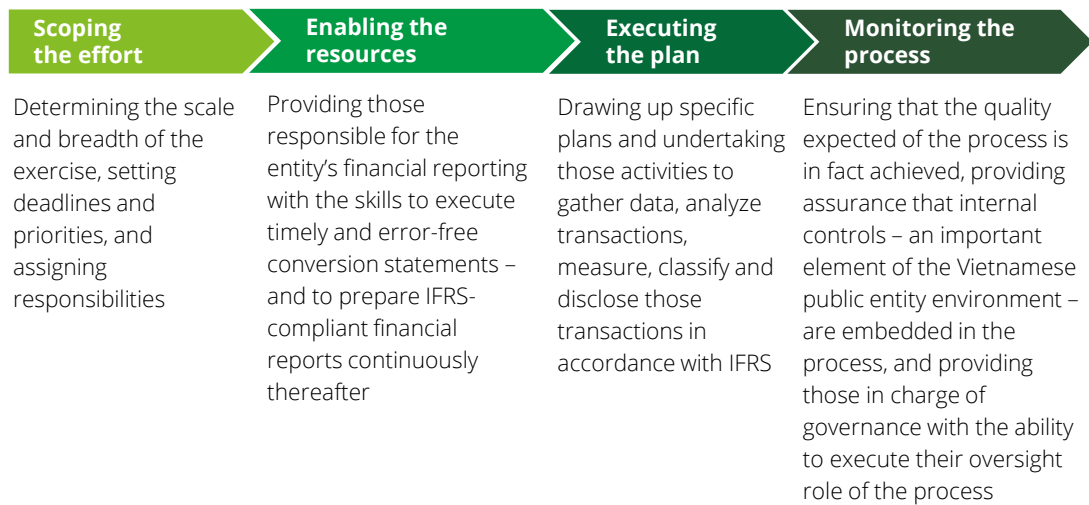 Scoping
the effort
Enabling the
resources
Executing
the plan
Monitoring the
process
Determining the scale
and breadth of the
exercise, setting
deadlines and
priorities, and
assigning
responsibilities
Providing those
responsible for the
entity's financial reporting
with the skills to execute
timely and error-free
conversion statements –
and to prepare IFRS-
compliant financial
reports continuously
thereafter
Drawing up specific
plans and undertaking
those activities to
gather data, analyze
transactions,
measure, classify and
disclose those
transactions in
accordance with IFRS
Ensuring that the quality
expected of the process is
in fact achieved, providing
assurance that internal
controls – an important
element of the Vietnamese
public entity environment –
are embedded in the
process, and providing
those in charge of
governance with the ability
to execute their oversight
role of the process